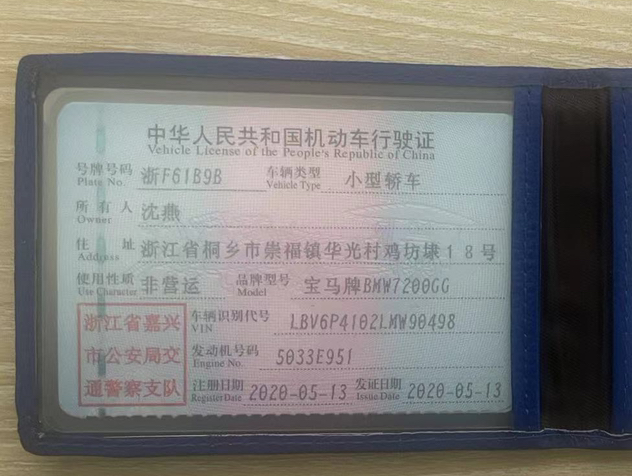 中华人民共和国机动车行驶证
Vehicle License of the People's Republic of China
号牌号码 浙F61B9B 车辆类型 小型轿车
Plate No. Vehicle Type
所有人 沈燕
Owner
住址 浙江省桐乡市崇福镇华光村鸡坊埭18号
Address
使用性质 非营运 品牌型号 宝马牌BMW7200GG
Use Character Model
浙江省嘉兴
市公安局交
通警察支队
车辆识别代号 LBV6P4102LMW90498
VIN
发动机号码 5033E951
Engine No.
注册日期 2020-05-13 发证日期 2020-05-13
Register Date Issue Date